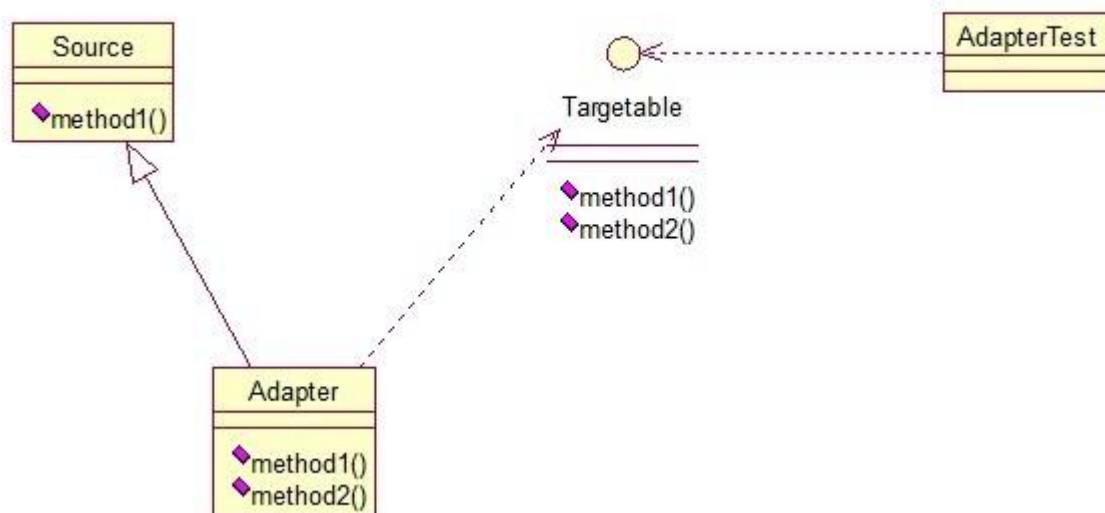 Source
method1()
Targetable
method1()
method2()
AdapterTest
Adapter
method1()
method2()